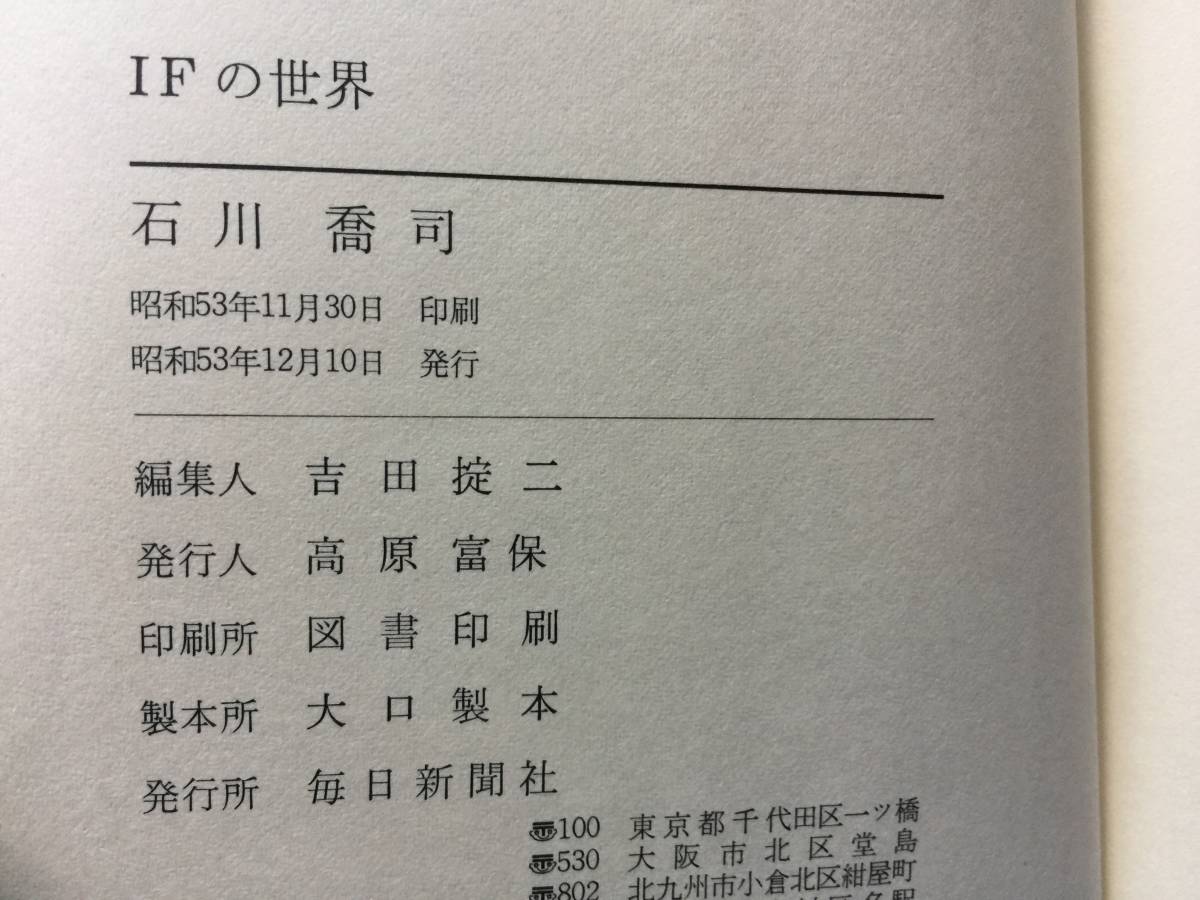 IFの世界
石川 喬司
昭和53年11月30日 印刷
昭和53年12月10日 発行
編集人 吉田掟二
発行人 高原富保
印刷所 図書印刷
製本所 大口製本
発行所 毎日新聞社
〠100 東京都千代田区一ツ橋
〠530 大阪市北区堂島
〠802 北九州市小倉北区紺屋町